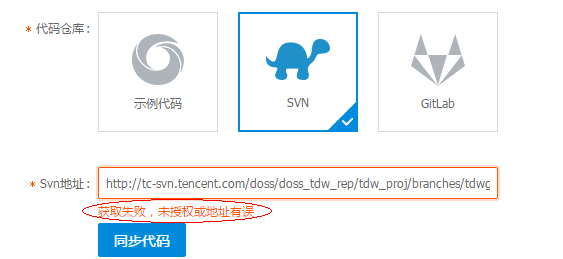 * 代码仓库：
示例代码
SVN
GitLab
* Svn地址：
http://tc-svn.tencent.com/doss/doss_tdw_rep/tdw_proj/branches/tdwg
获取失败，未授权或地址有误
同步代码